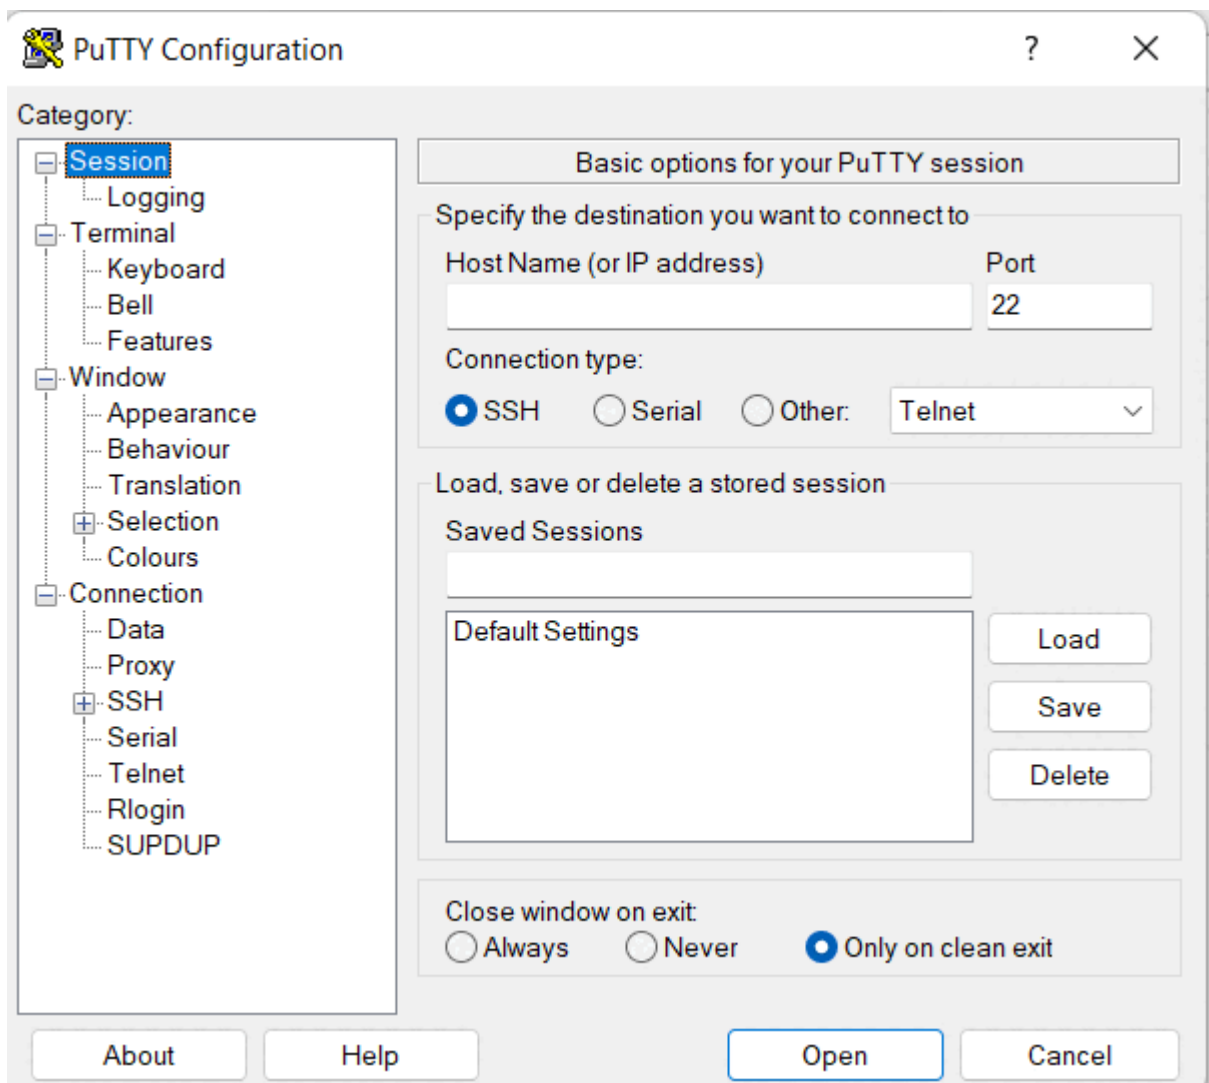 PuTTY Configuration
?
Category:
Session
Logging
Terminal
Keyboard
Bell
Features
Window
Appearance
Behaviour
Translation
Selection
Colours
Connection
Data
Proxy
SSH
Serial
Telnet
Rlogin
SUPDUP
Basic options for your PuTTY session
Specify the destination you want to connect to
Host Name (or IP address) Port
22
Connection type:
SSH Serial Other: Telnet
Load, save or delete a stored session
Saved Sessions
Default Settings
Load
Save
Delete
Close window on exit:
Always Never Only on clean exit
About Help Open Cancel